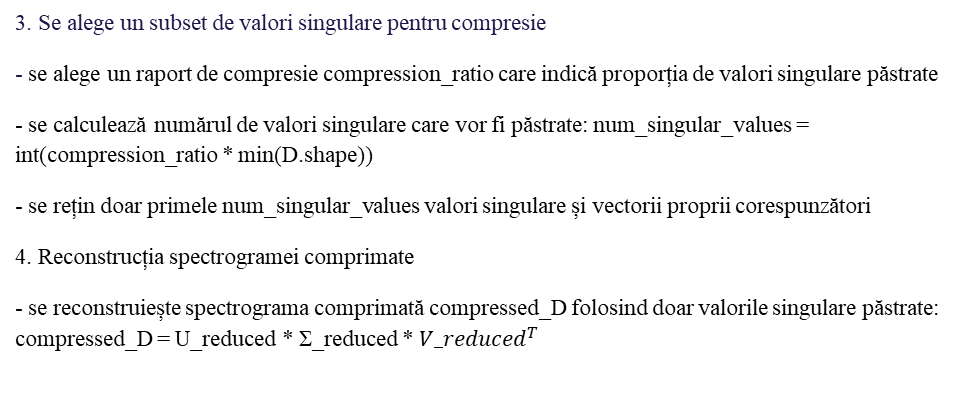 3. Se alege un subset de valori singulare pentru compresie
- se alege un raport de compresie compression_ratio care indică proporția de valori singulare păstrate
- se calculează numărul de valori singulare care vor fi păstrate: num_singular_values =
int(compression_ratio * min(D.shape))
- se rețin doar primele num_singular_values valori singulare și vectorii proprii corespunzători
4. Reconstrucția spectrogramei comprimate
- se reconstruiește spectrograma comprimată compressed_D folosind doar valorile singulare păstrate:
compressed_D = U_reduced * Σ_reduced * V_reducedᵀ